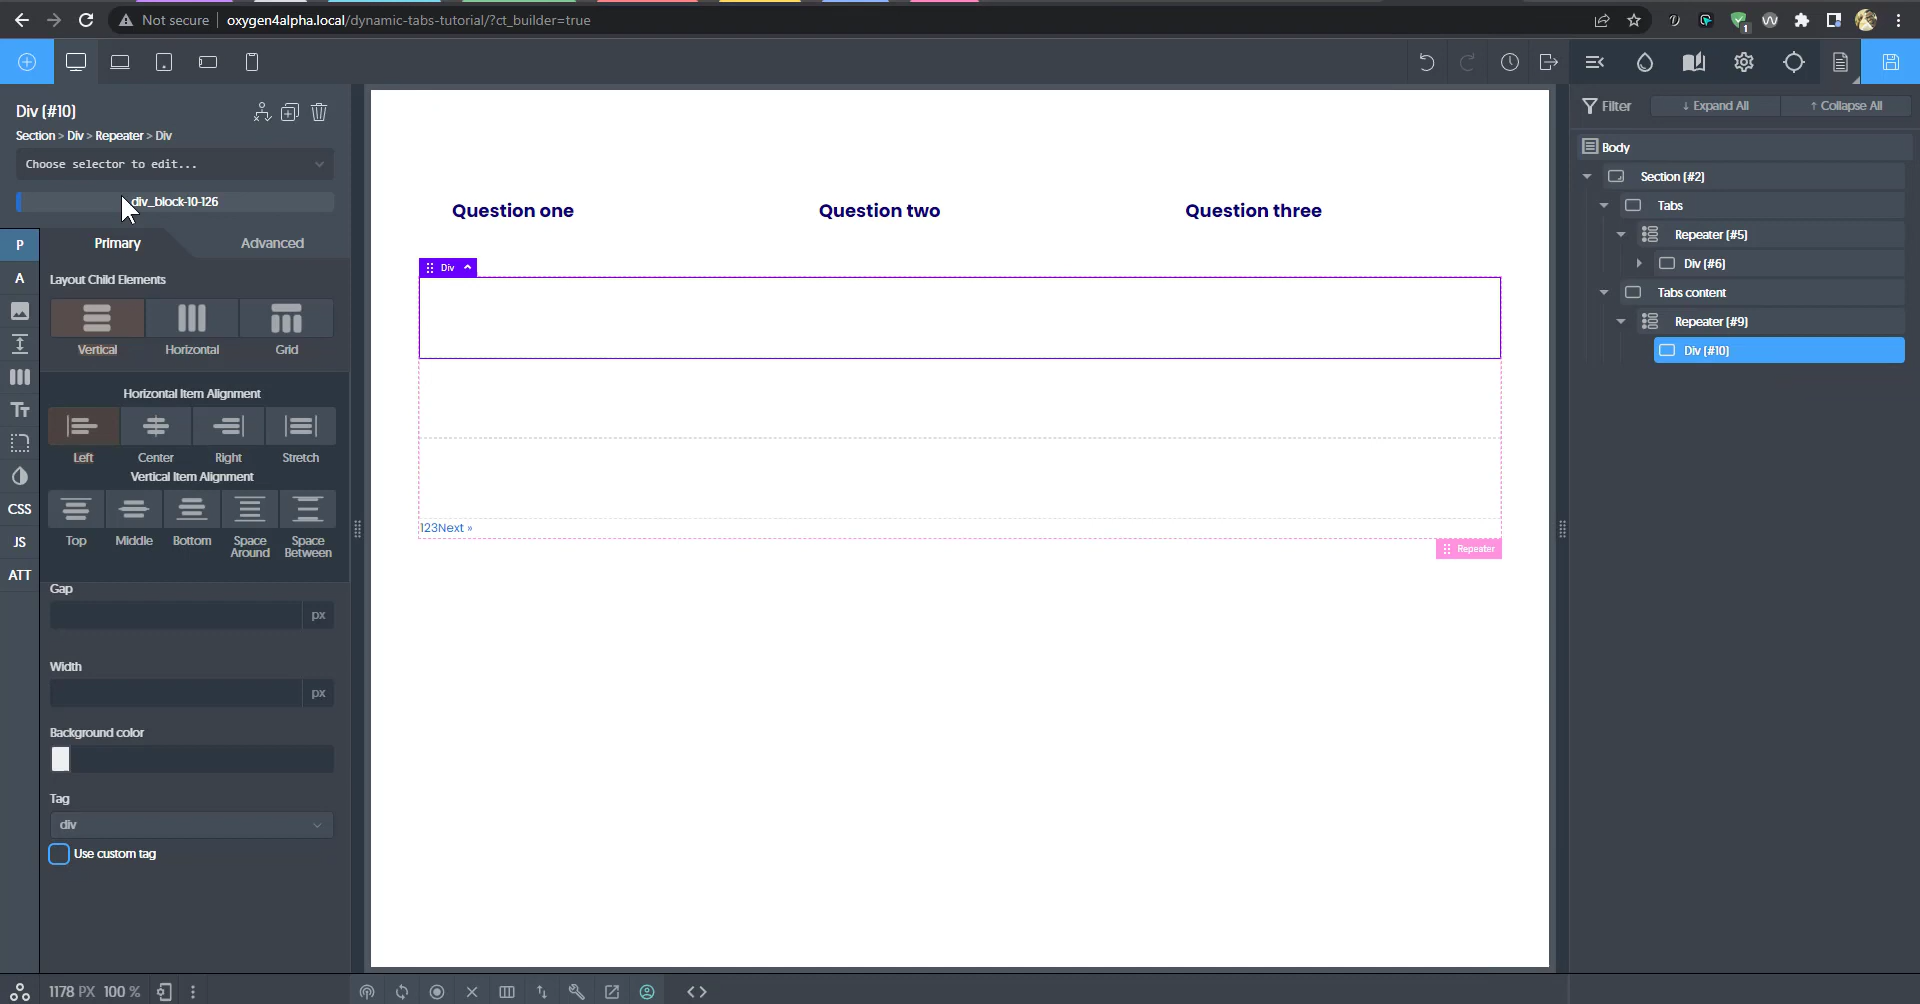 Not secure
oxygen4alpha.local/dynamic-tabs-tutorial/?ct_builder=true
1
Div (#10)
Section > Div > Repeater > Div
Choose selector to edit...
div_block-10-126
P
Primary
Advanced
A
Layout Child Elements
Vertical
Horizontal
Grid
Horizontal Item Alignment
Left
Center
Right
Stretch
Vertical Item Alignment
Top
Middle
Bottom
Space Around
Space Between
Tt
CSS
JS
ATT
Gap
px
Width
px
Background color
Tag
div
Use custom tag
1178 PX 100 %
Question one
Question two
Question three
Div
123Next »
Repeater
Filter
↓ Expand All
↑ Collapse All
Body
Section (#2)
Tabs
Repeater (#5)
Div (#6)
Tabs content
Repeater (#9)
Div (#10)